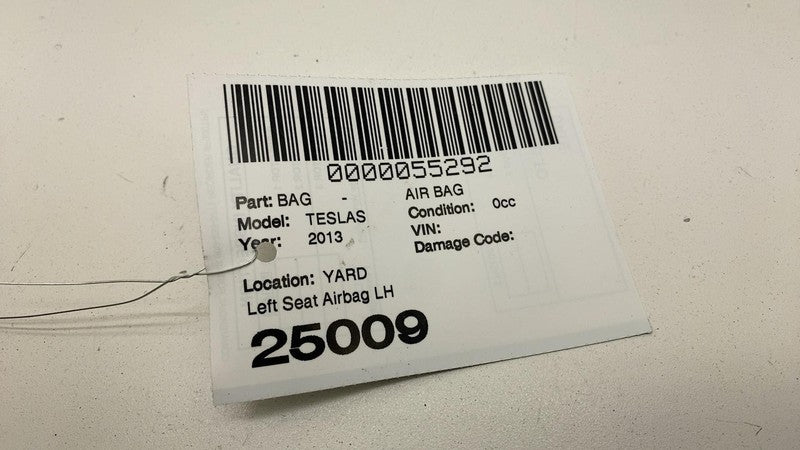 0000055292
Part: BAG - AIR BAG
Model: TESLAS Condition: 0cc
Year: 2013 VIN:
Damage Code:
Location: YARD
Left Seat Airbag LH
25009